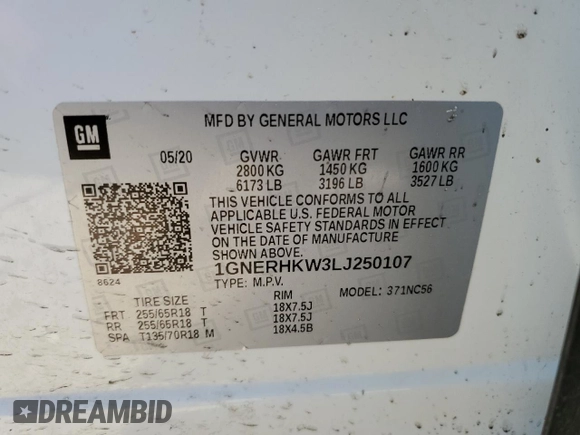 GM
MFD BY GENERAL MOTORS LLC
05/20 GVWR GAWR FRT GAWR RR
2800 KG 1450 KG 1600 KG
6173 LB 3196 LB 3527 LB
THIS VEHICLE CONFORMS TO ALL
APPLICABLE U.S. FEDERAL MOTOR
VEHICLE SAFETY STANDARDS IN EFFECT
ON THE DATE OF MANUFACTURE
SHOWN ABOVE.
8624
1GNERHKW3LJ250107
TYPE: M.P.V. MODEL: 371NC56
TIRE SIZE RIM
FRT 255/65R18 T 18X7.5J
RR 255/65R18 T 18X7.5J
SPA T135/70R18 M 18X4.5B
DREAMBID